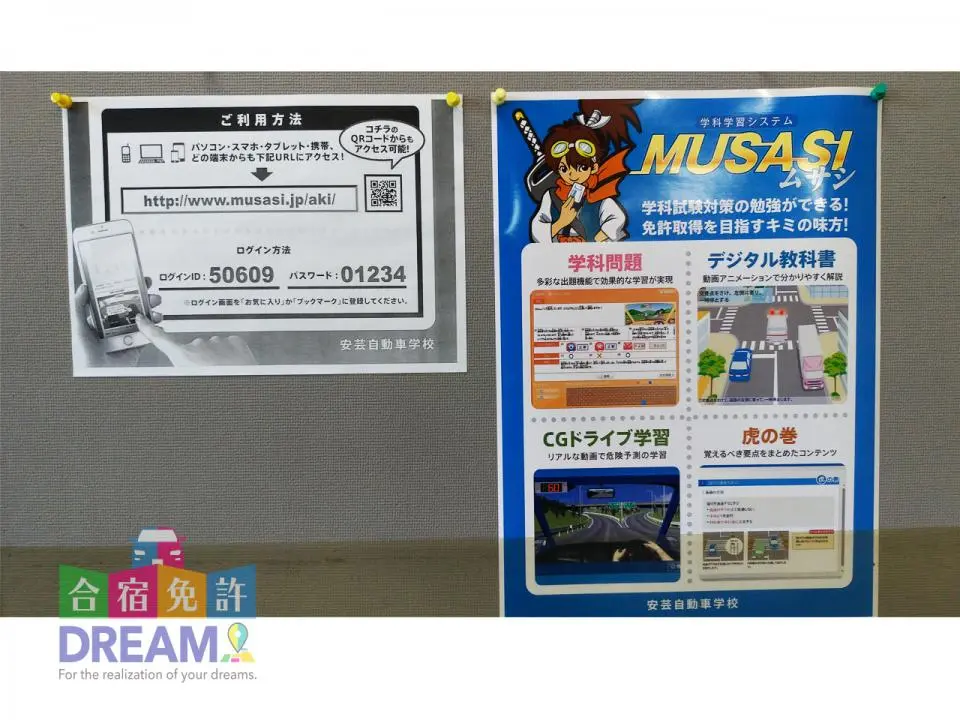 ご利用方法
パソコン・スマホ・タブレット・携帯、
どの端末からも下記URLにアクセス!
コチラの
QRコードからも
アクセス可能!
http://www.musasi.jp/aki/
ログイン方法
ログインID：50609 パスワード：01234
※ログイン画面を「お気に入り」か「ブックマーク」に登録してください。
安芸自動車学校
学科学習システム
MUSASI
ムサシ
学科試験対策の勉強ができる!
免許取得を目指すキミの味方!
学科問題
多彩な出題機能で効果的な学習が実現
デジタル教科書
動画アニメーションで分かりやすく解説
CGドライブ学習
リアルな動画で危険予測の学習
60
虎の巻
覚えるべき要点をまとめたコンテンツ
安芸自動車学校
合宿免許
DREAM
For the realization of your dreams.